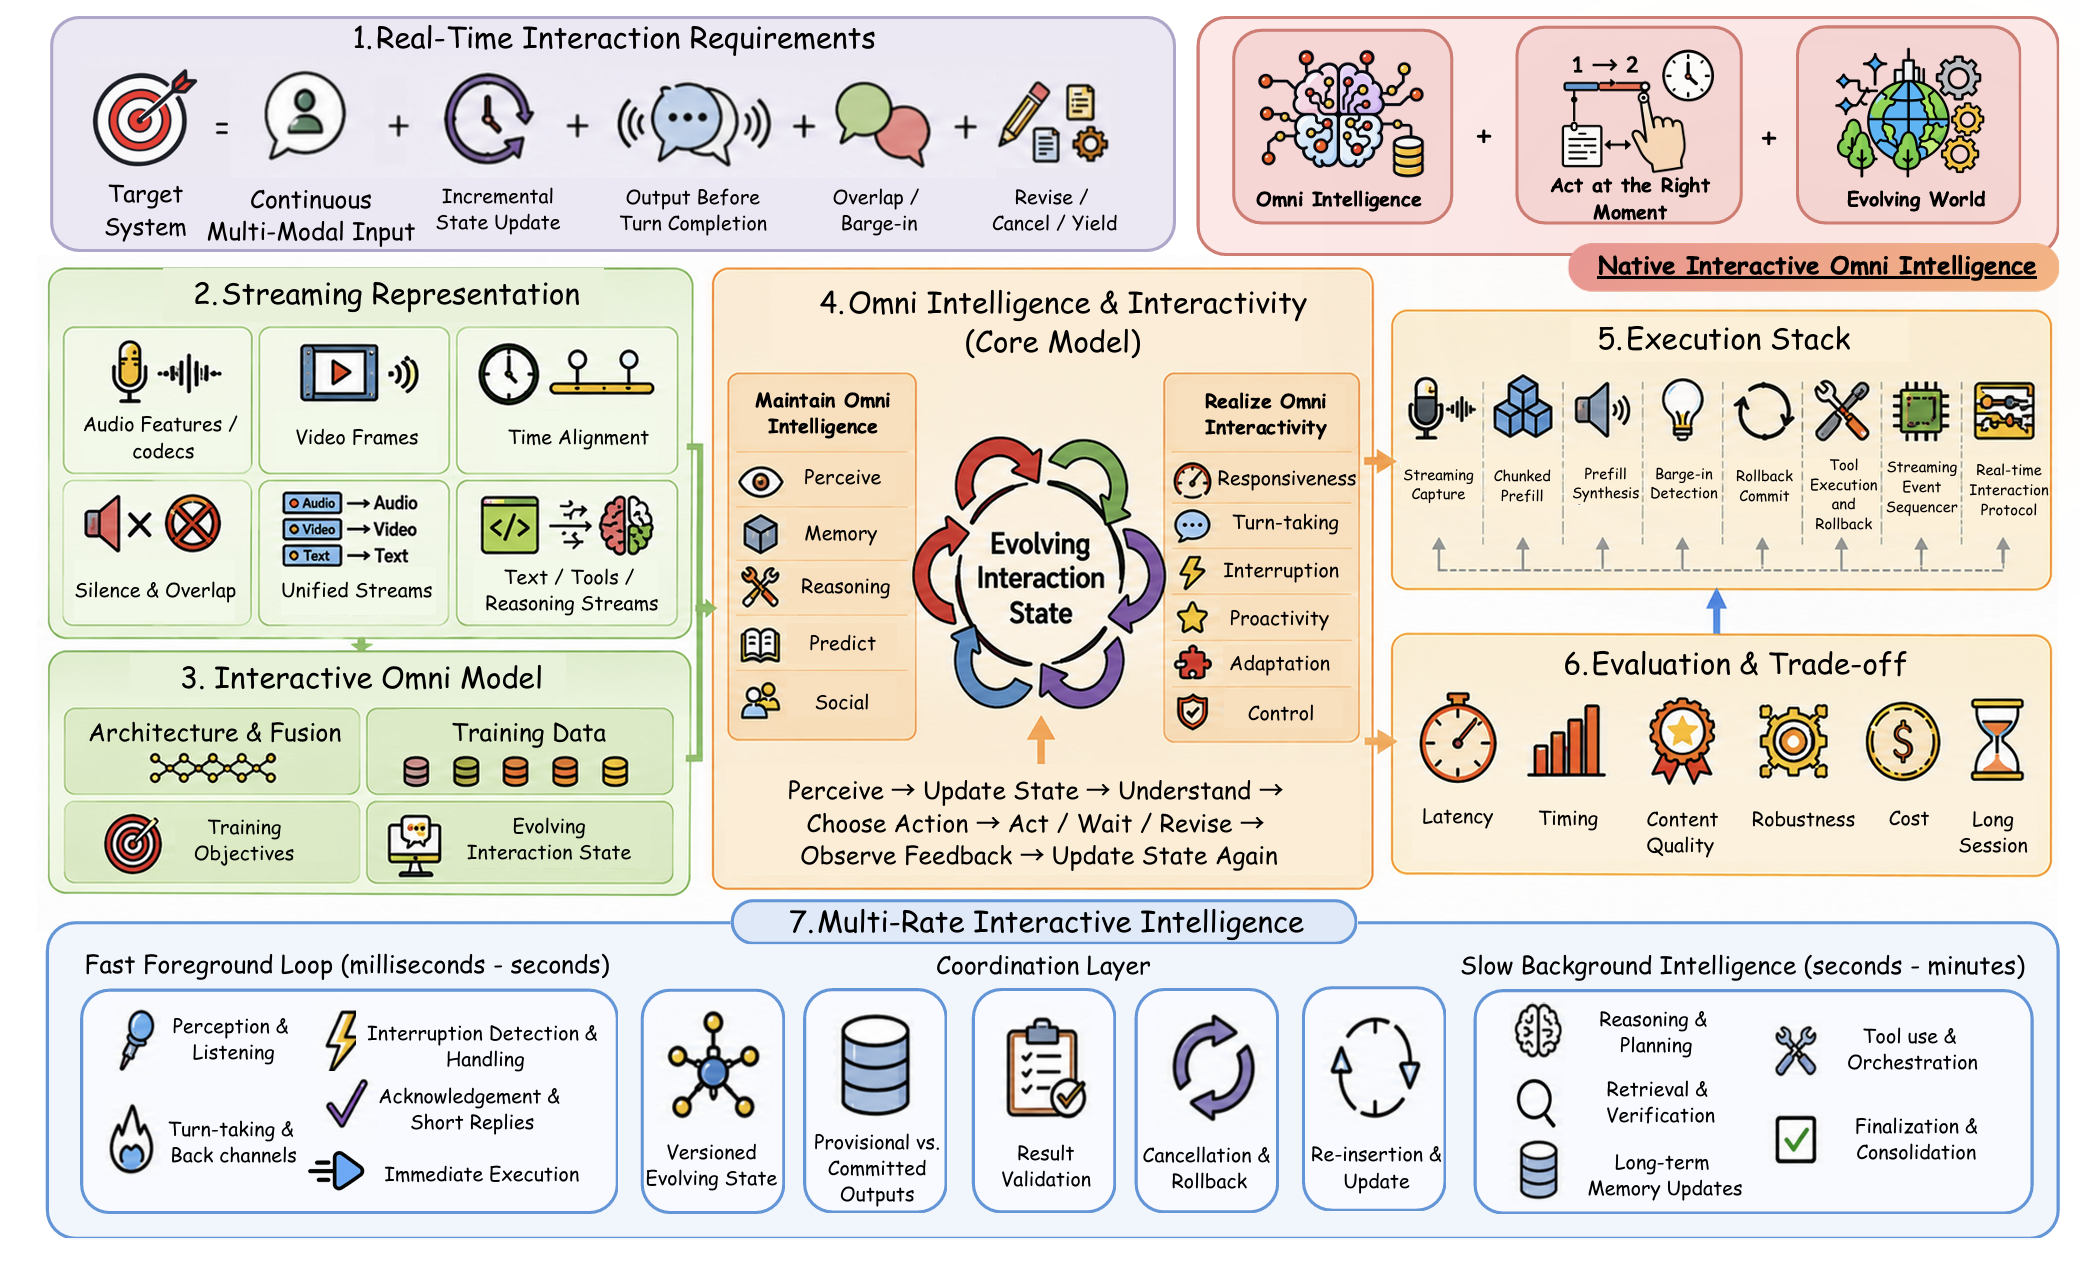 1.Real-Time Interaction Requirements
Target
System
=
Continuous
Multi-Modal Input
+
Incremental
State Update
+
Output Before
Turn Completion
+
Overlap /
Barge-in
+
Revise /
Cancel / Yield
Omni Intelligence
+
1 → 2
Act at the Right
Moment
+
Evolving World
Native Interactive Omni Intelligence
2.Streaming Representation
Audio Features /
codecs
Video Frames
Time Alignment
Silence & Overlap
Audio → Audio
Video → Video
Text → Text
Unified Streams
</>
Text / Tools /
Reasoning Streams
3. Interactive Omni Model
Architecture & Fusion
Training Data
Training
Objectives
Evolving
Interaction State
4.Omni Intelligence & Interactivity
(Core Model)
Maintain Omni
Intelligence
Perceive
Memory
Reasoning
Predict
Social
Evolving
Interaction
State
Realize Omni
Interactivity
Responsiveness
Turn-taking
Interruption
Proactivity
Adaptation
Control
Perceive → Update State → Understand →
Choose Action → Act / Wait / Revise →
Observe Feedback → Update State Again
5.Execution Stack
Streaming
Capture
Chunked
Prefill
Prefill
Synthesis
Barge-in
Detection
Rollback
Commit
Tool
Execution
and
Rollback
Streaming
Event
Sequencer
Real-time
Interaction
Protocol
6.Evaluation & Trade-off
Latency
Timing
Content
Quality
Robustness
$
Cost
Long
Session
7.Multi-Rate Interactive Intelligence
Fast Foreground Loop (milliseconds - seconds)
Perception &
Listening
Interruption Detection &
Handling
Acknowledgement &
Short Replies
Turn-taking &
Back channels
Immediate Execution
Coordination Layer
Versioned
Evolving State
Provisional vs.
Committed
Outputs
Result
Validation
Cancellation &
Rollback
Re-insertion &
Update
Slow Background Intelligence (seconds - minutes)
Reasoning &
Planning
Tool use &
Orchestration
Retrieval &
Verification
Finalization &
Consolidation
Long-term
Memory Updates